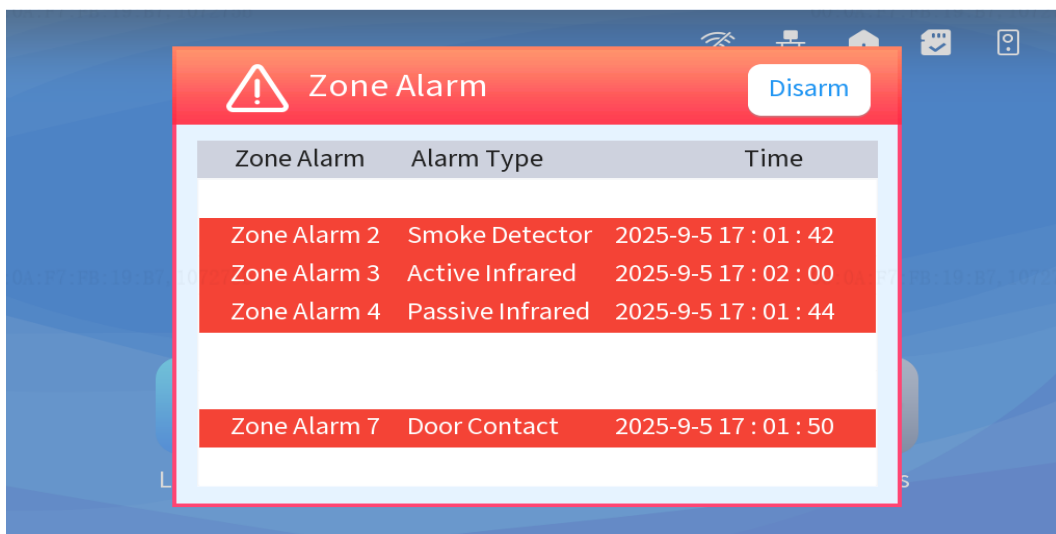 Zone Alarm
Disarm
Zone Alarm Alarm Type Time
Zone Alarm 2 Smoke Detector 2025-9-5 17 : 01 : 42
Zone Alarm 3 Active Infrared 2025-9-5 17 : 02 : 00
Zone Alarm 4 Passive Infrared 2025-9-5 17 : 01 : 44
Zone Alarm 7 Door Contact 2025-9-5 17 : 01 : 50
L
s